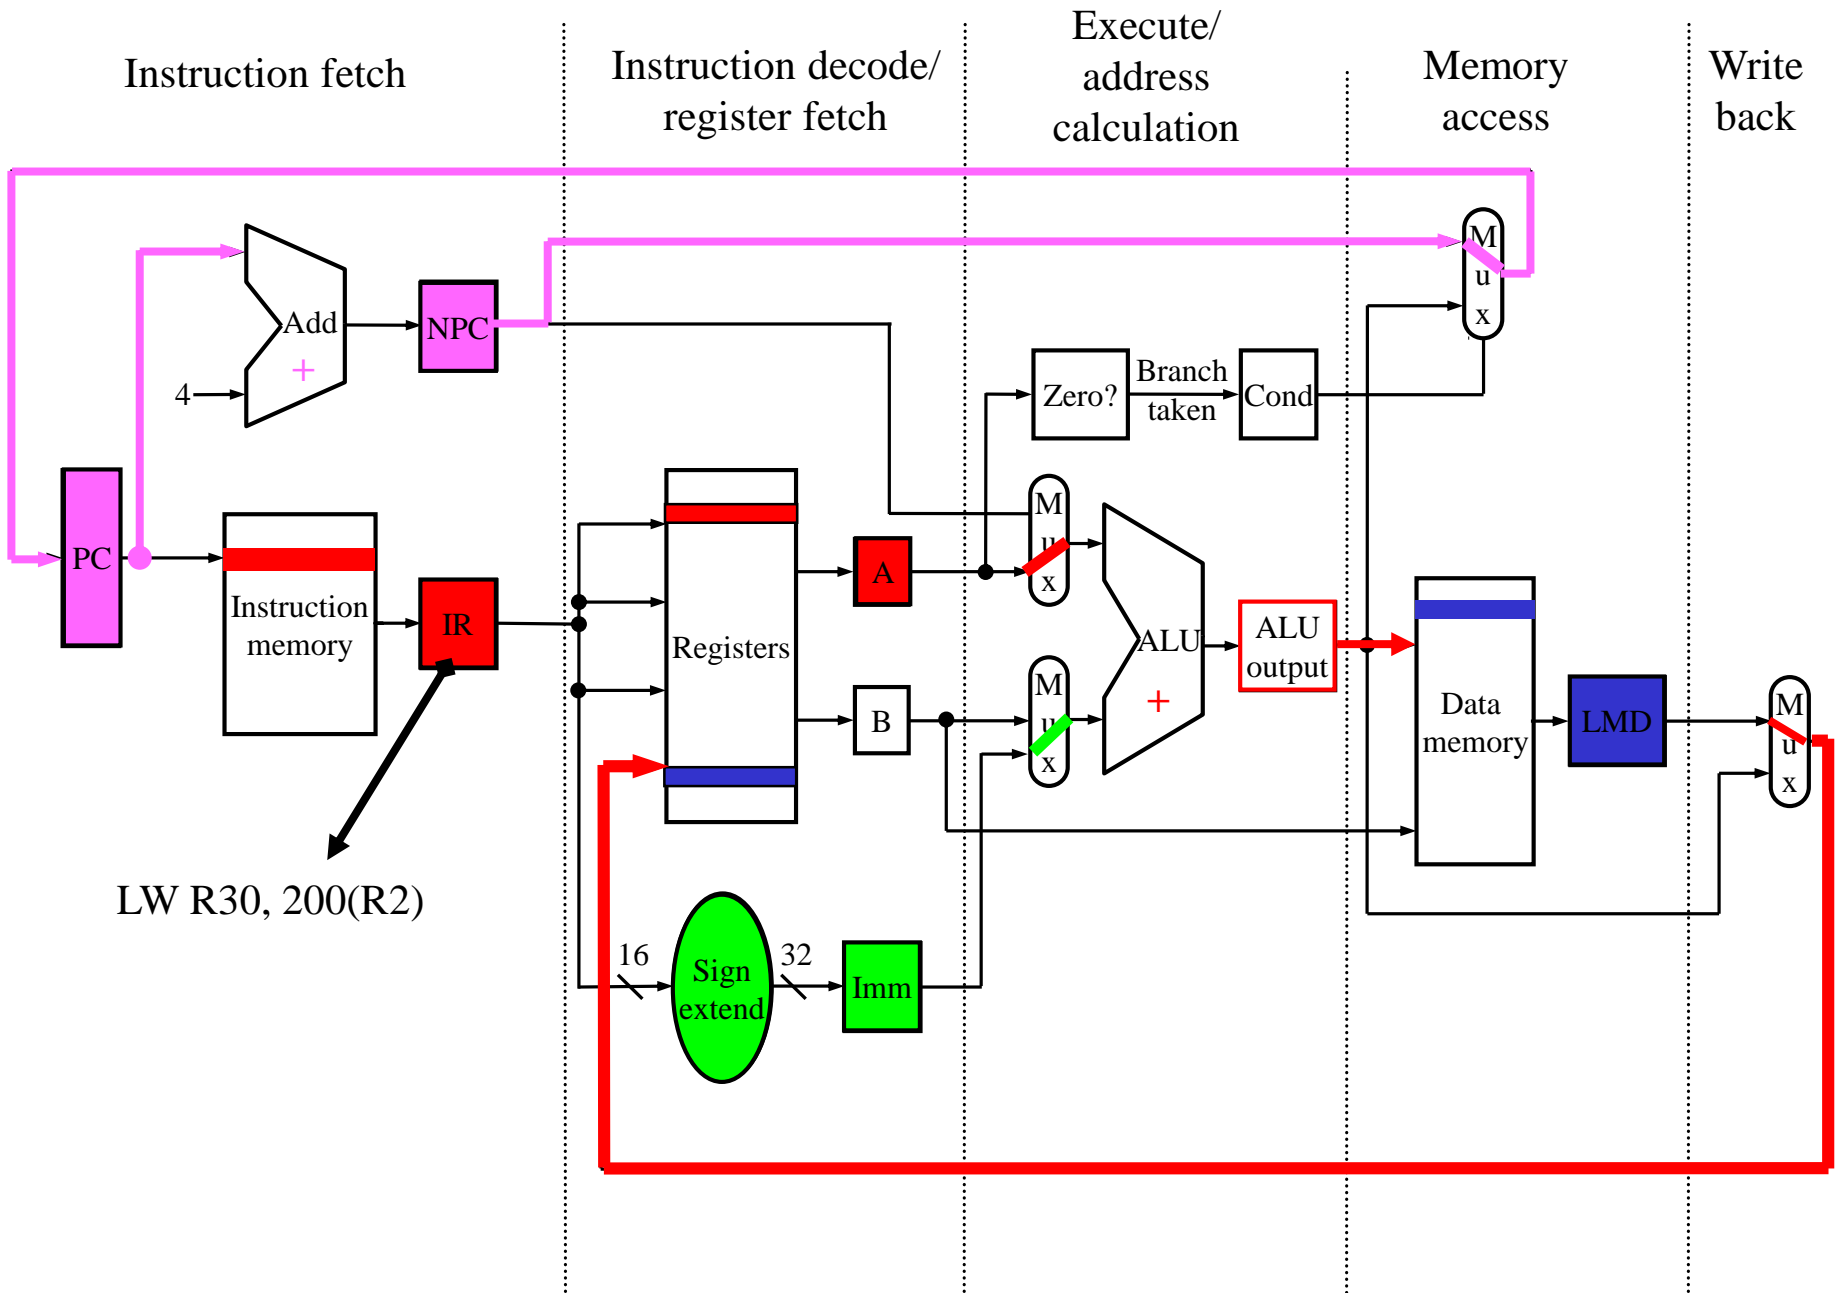 Instruction fetch
Instruction decode/
register fetch
Execute/
address
calculation
Memory
access
Write
back
Add
+
4
NPC
PC
Instruction
memory
IR
LW R30, 200(R2)
Registers
A
B
16
Sign
extend
32
Imm
Zero?
Branch
taken
Cond
M
u
x
M
u
x
ALU
+
ALU
output
M
u
x
Data
memory
LMD
M
u
x